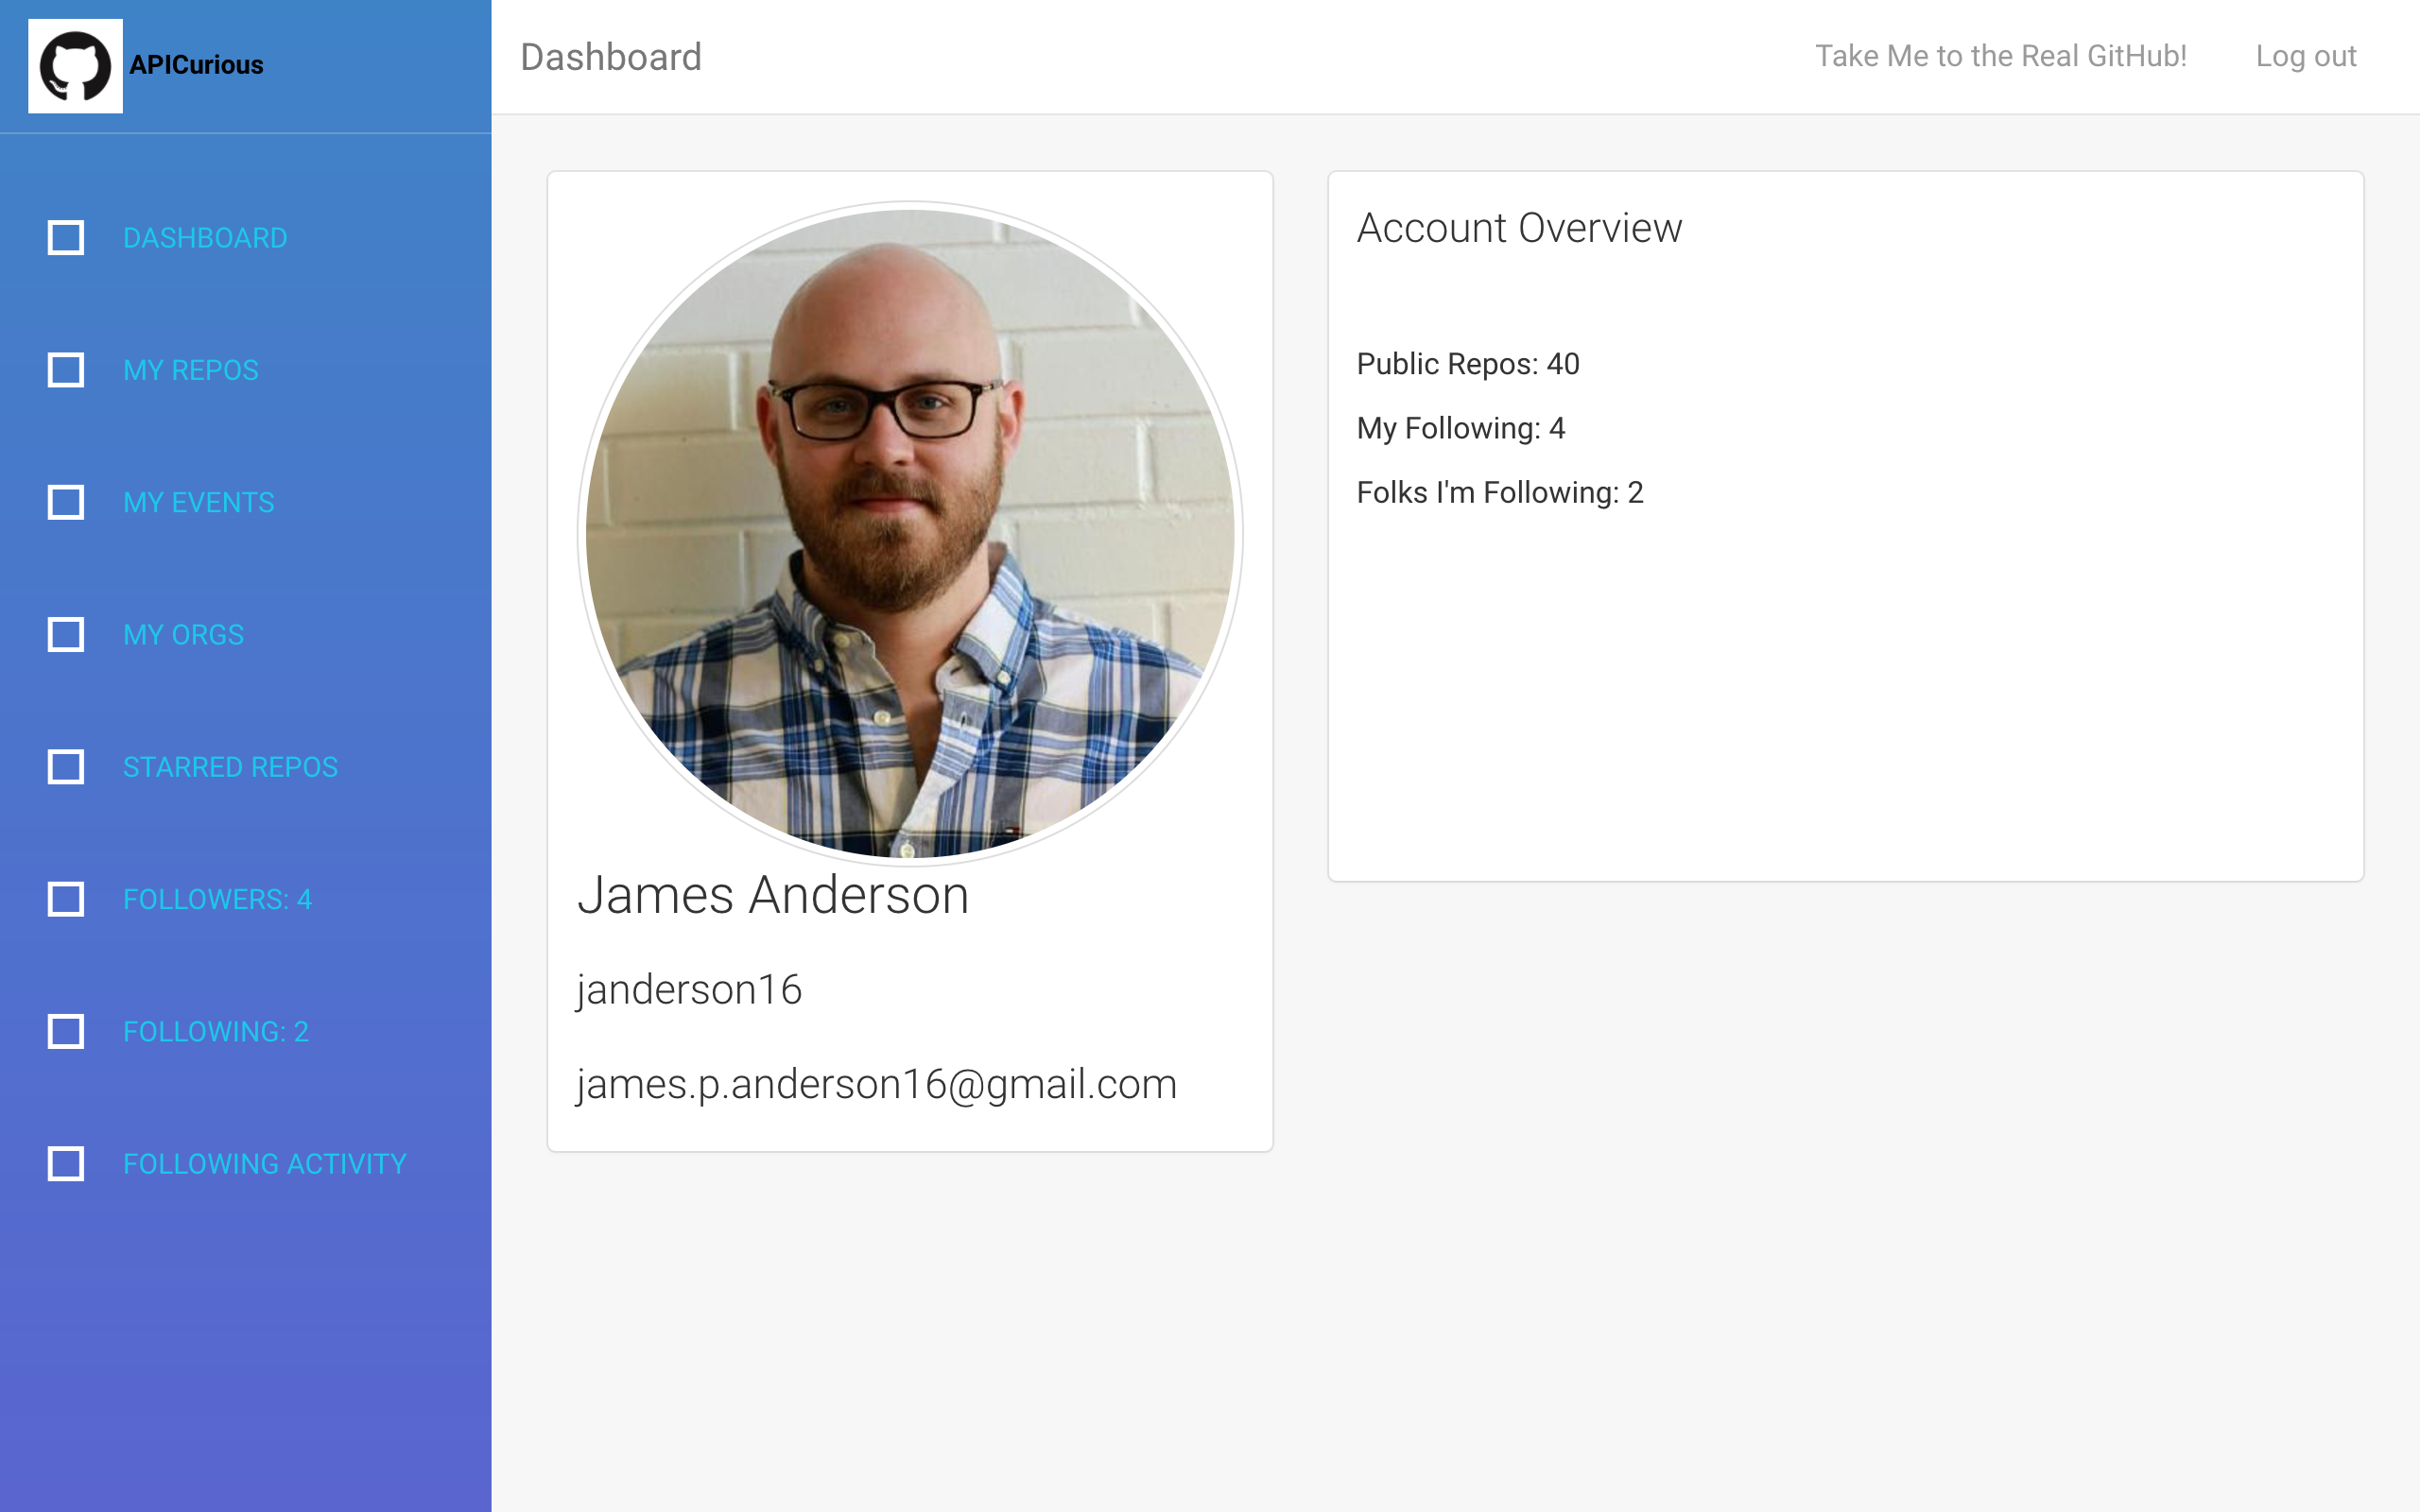 APICurious
DASHBOARD
MY REPOS
MY EVENTS
MY ORGS
STARRED REPOS
FOLLOWERS: 4
FOLLOWING: 2
FOLLOWING ACTIVITY
Dashboard
Take Me to the Real GitHub!
Log out
James Anderson
janderson16
james.p.anderson16@gmail.com
Account Overview
Public Repos: 40
My Following: 4
Folks I'm Following: 2